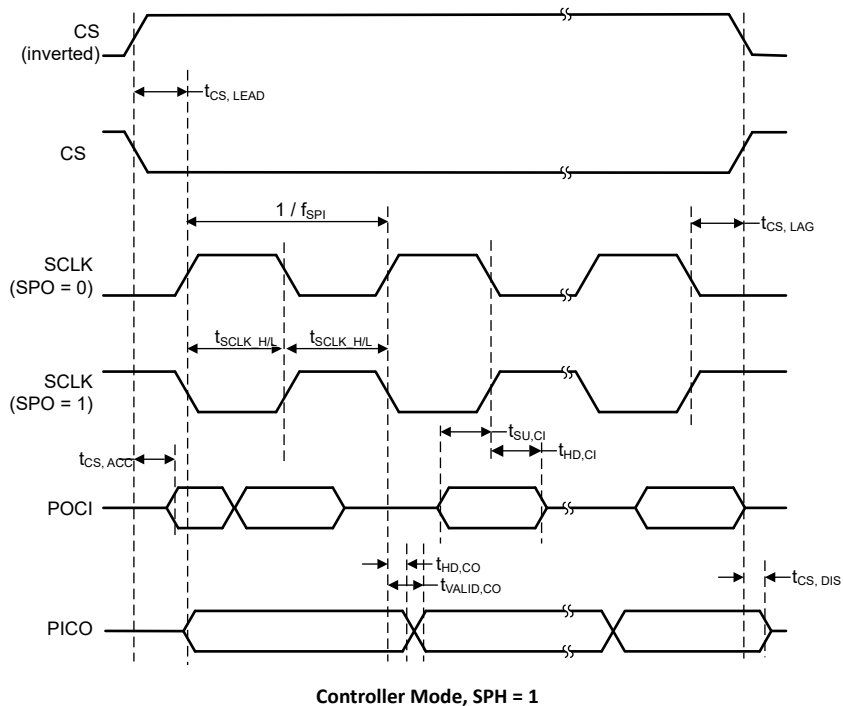 CS
(inverted)
tCS, LEAD
CS
1 / fSPI
tCS, LAG
SCLK
(SPO = 0)
tSCLK_H/L
tSCLK_H/L
SCLK
(SPO = 1)
tSU,CI
tHD,CI
tCS, ACC
POCI
tHD,CO
tVALID,CO
tCS, DIS
PICO
Controller Mode, SPH = 1